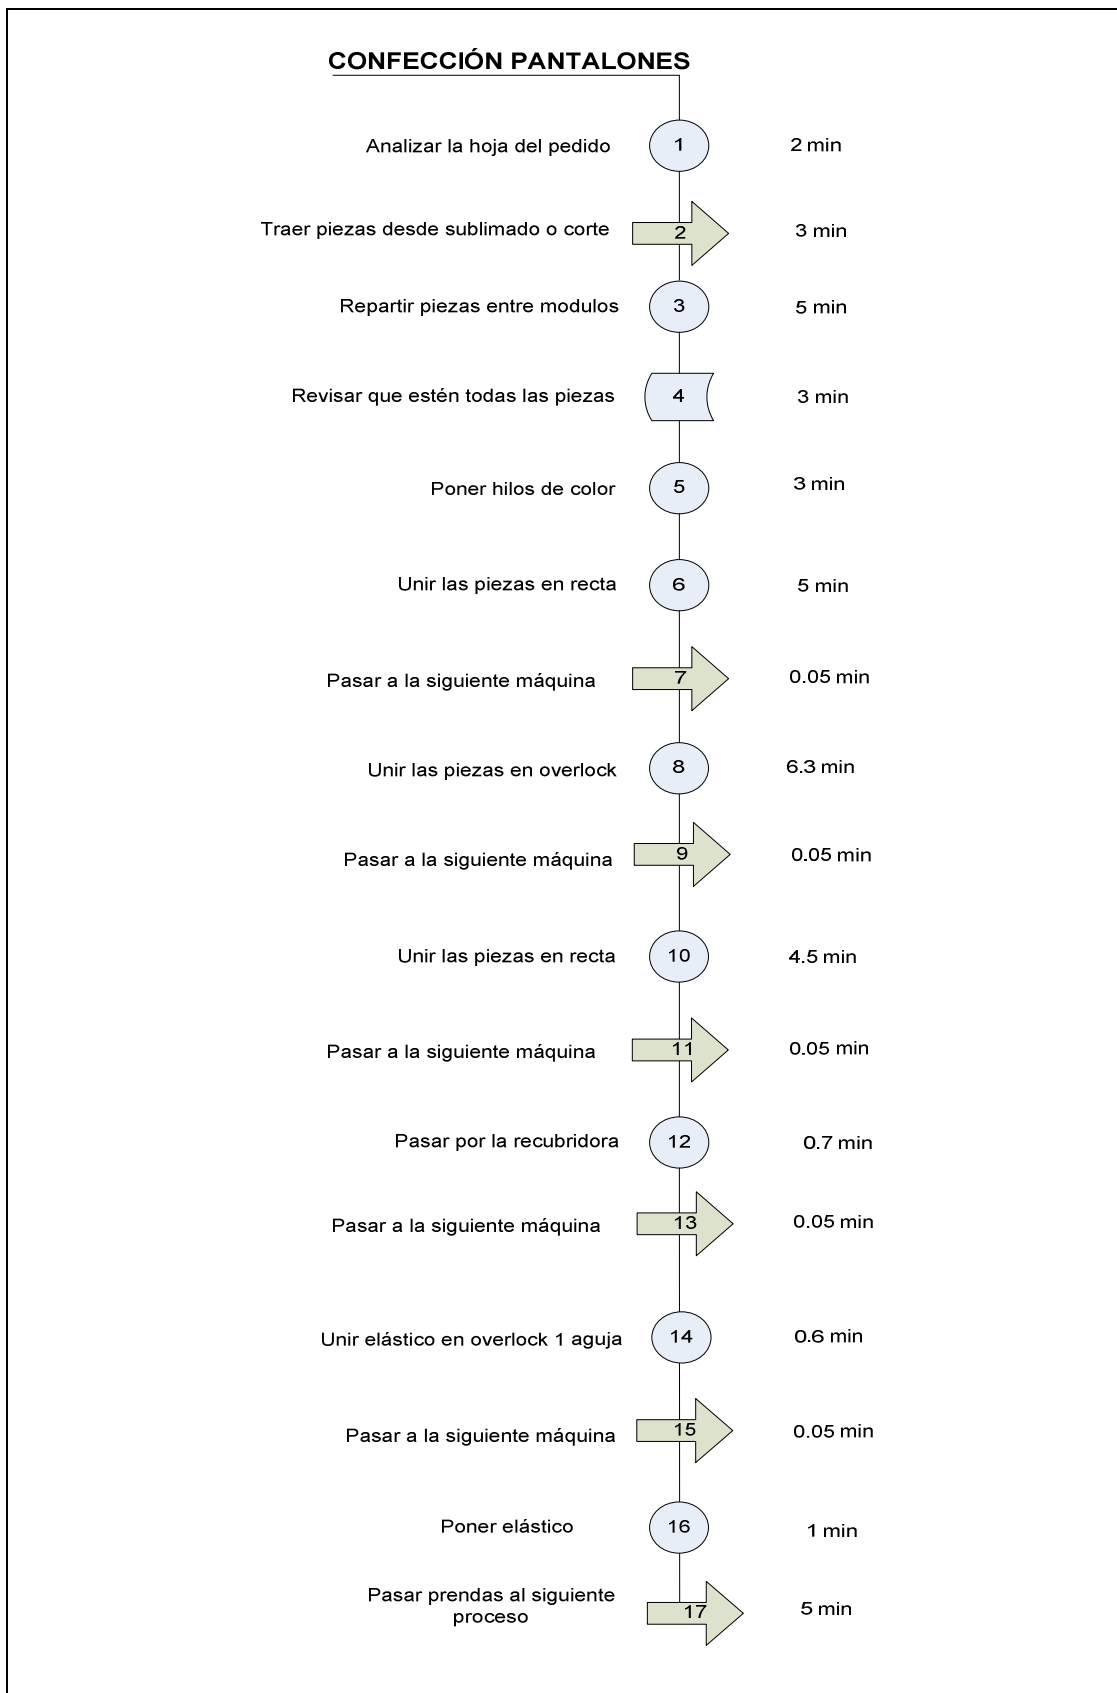 CONFECCIÓN PANTALONES
Analizar la hoja del pedido 1 2 min
Traer piezas desde sublimado o corte 2 3 min
Repartir piezas entre modulos 3 5 min
Revisar que estén todas las piezas 4 3 min
Poner hilos de color 5 3 min
Unir las piezas en recta 6 5 min
Pasar a la siguiente máquina 7 0.05 min
Unir las piezas en overlock 8 6.3 min
Pasar a la siguiente máquina 9 0.05 min
Unir las piezas en recta 10 4.5 min
Pasar a la siguiente máquina 11 0.05 min
Pasar por la recubridora 12 0.7 min
Pasar a la siguiente máquina 13 0.05 min
Unir elástico en overlock 1 aguja 14 0.6 min
Pasar a la siguiente máquina 15 0.05 min
Poner elástico 16 1 min
Pasar prendas al siguiente
proceso 17 5 min